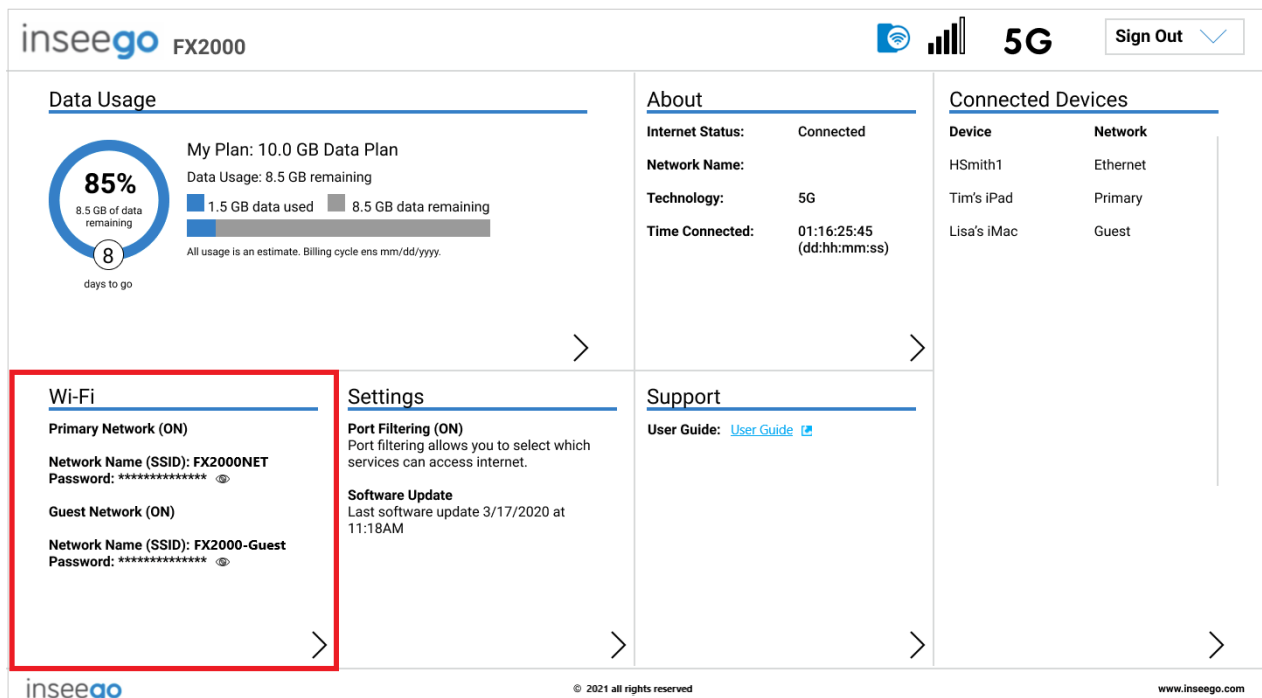 inseego FX2000
5G
Sign Out
Data Usage
85%
8.5 GB of data
remaining
8
days to go
My Plan: 10.0 GB Data Plan
Data Usage: 8.5 GB remaining
1.5 GB data used 8.5 GB data remaining
All usage is an estimate. Billing cycle ens mm/dd/yyyy.
About
Internet Status: Connected
Network Name:
Technology: 5G
Time Connected: 01:16:25:45
(dd:hh:mm:ss)
Connected Devices
Device Network
HSmith1 Ethernet
Tim's iPad Primary
Lisa's iMac Guest
Wi-Fi
Primary Network (ON)
Network Name (SSID): FX2000NET
Password: **************
Guest Network (ON)
Network Name (SSID): FX2000-Guest
Password: **************
Settings
Port Filtering (ON)
Port filtering allows you to select which
services can access internet.
Software Update
Last software update 3/17/2020 at
11:18AM
Support
User Guide: User Guide
inseego
© 2021 all rights reserved
www.inseego.com